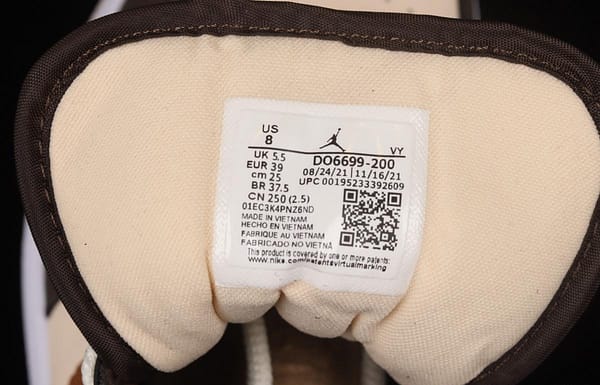 US
8
VY
UK 5.5
DO6699-200
EUR 39
08/24/21 | 11/16/21
cm 25
UPC 00195233392609
BR 37.5
CN 250 (2.5)
01EC3K4PNZ6ND
MADE IN VIETNAM
HECHO EN VIETNAM
FABRIQUE AU VIETNAM
FABRICADO NO VIETNA
This product is covered by one or more patents:
www.nike.com/patentsvirtualmarking